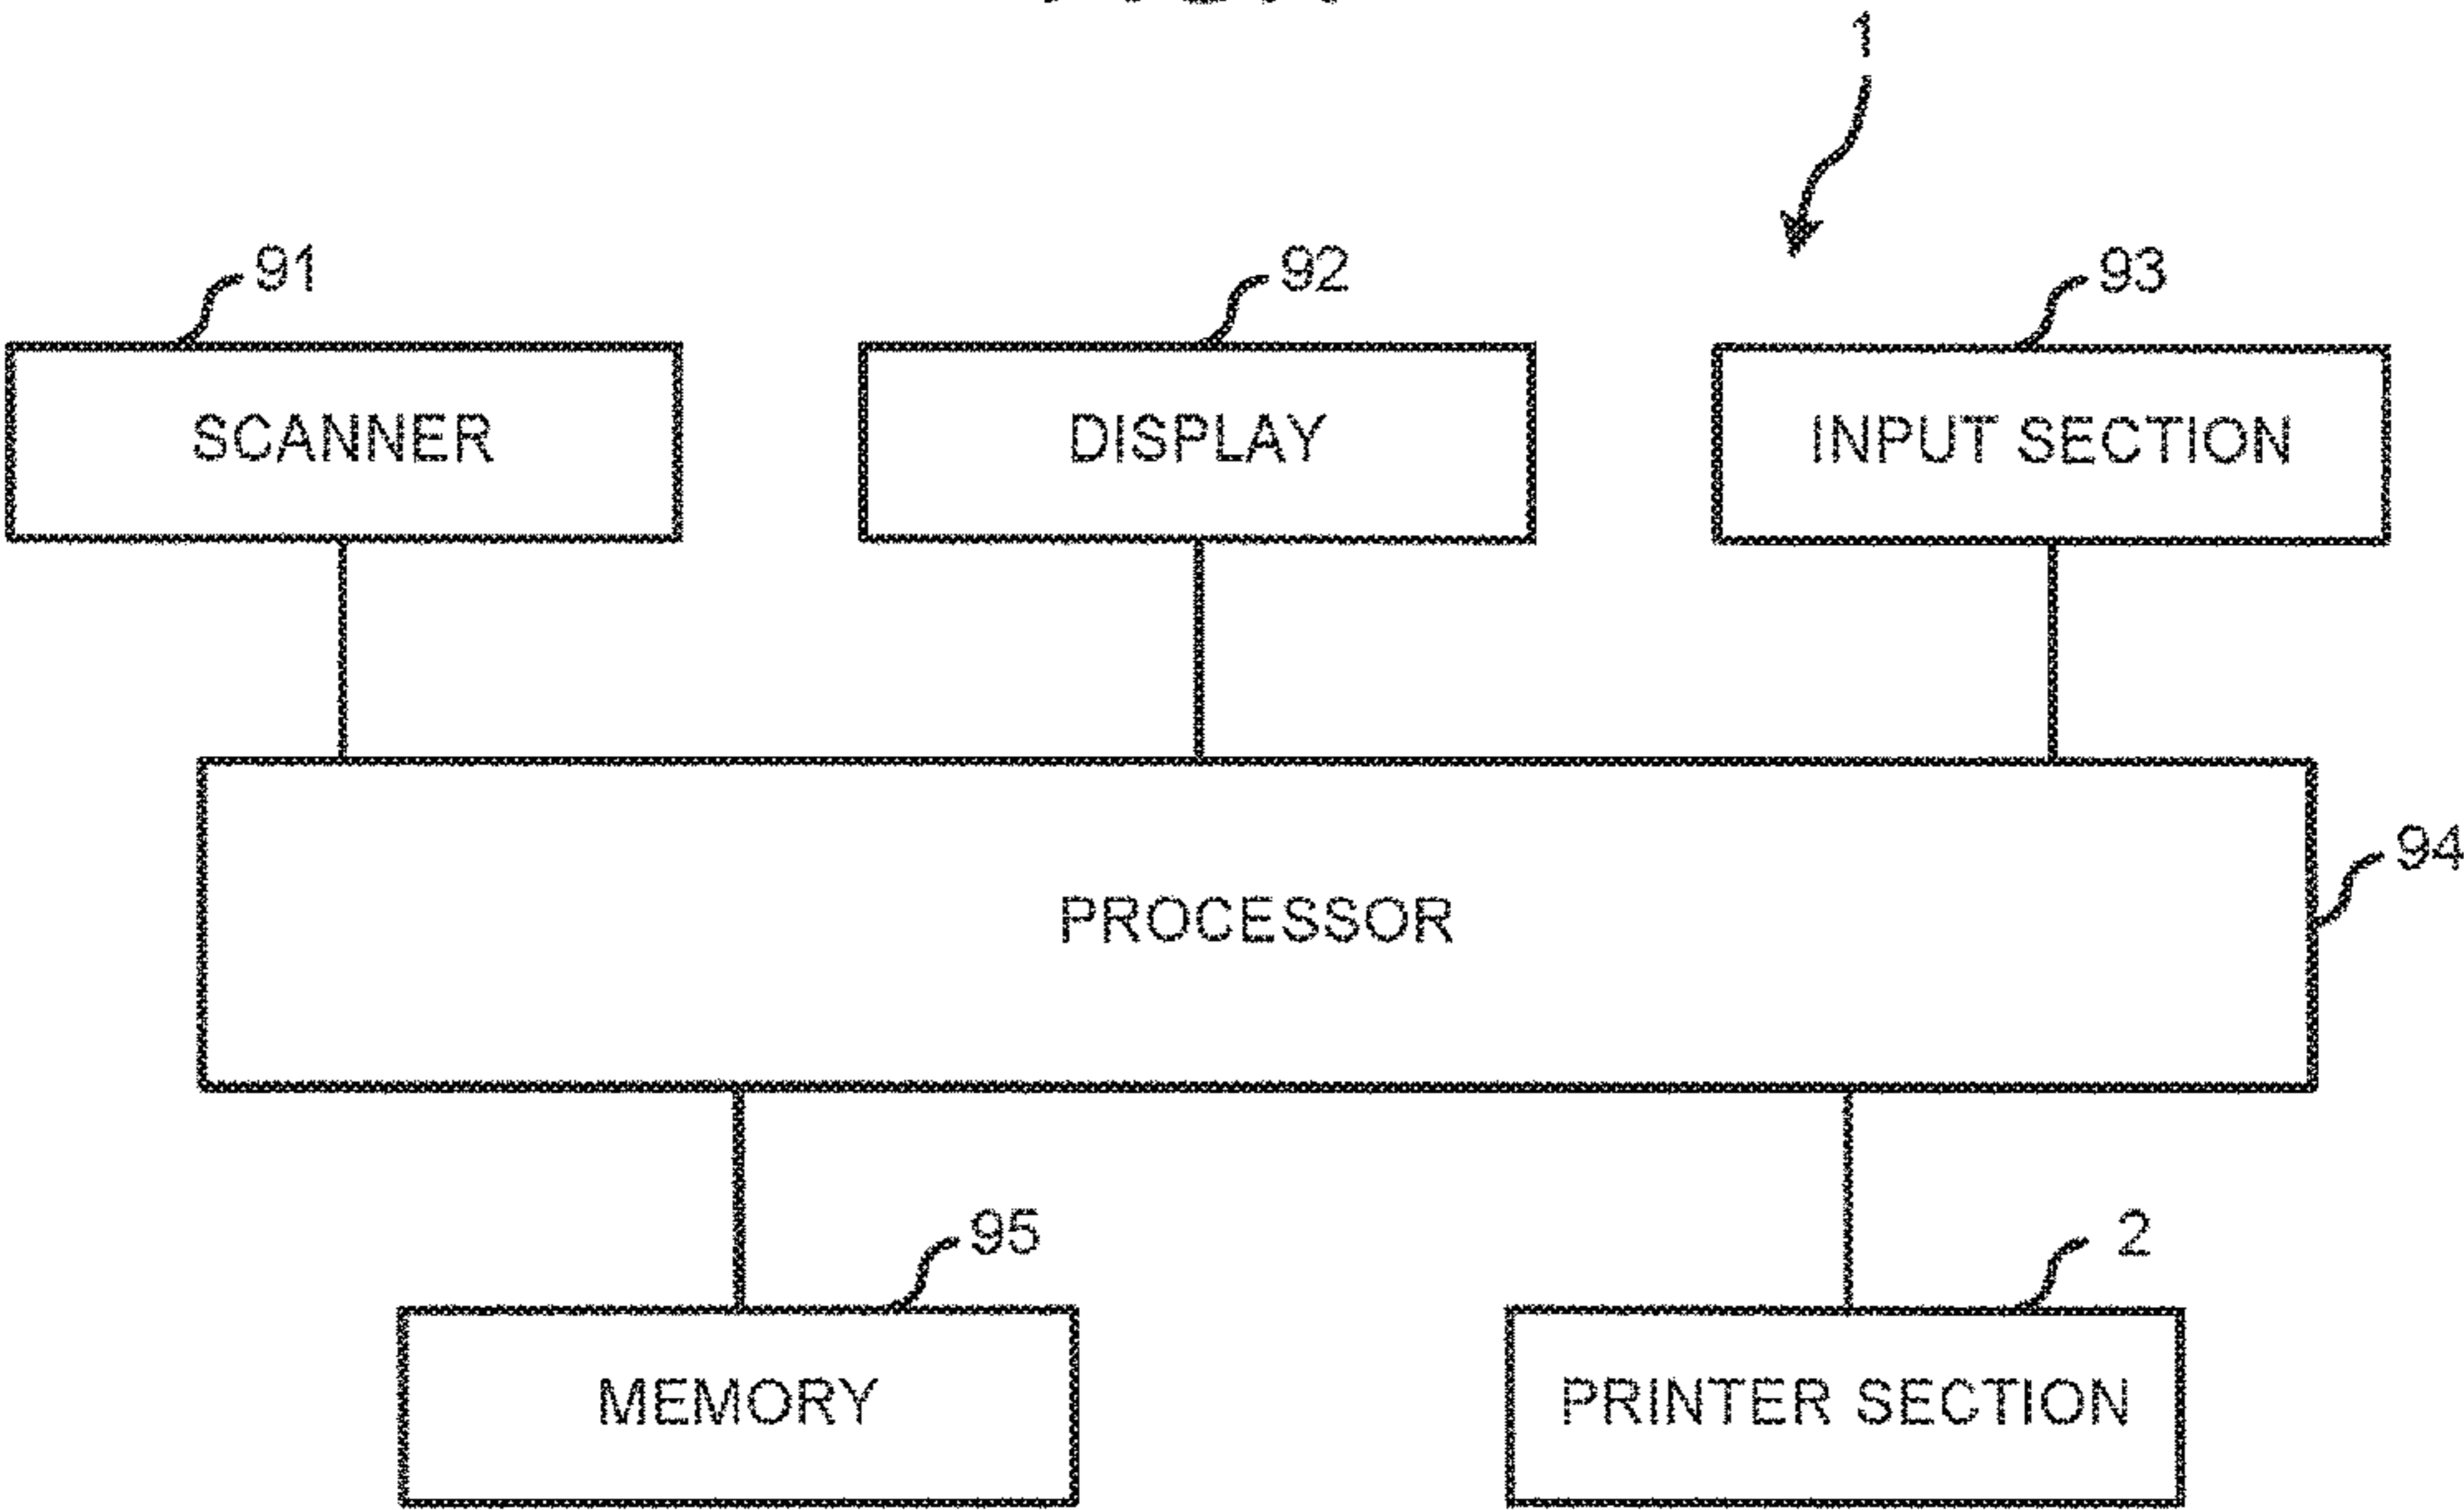 1
91
92
93
SCANNER
DISPLAY
INPUT SECTION
94
PROCESSOR
95
2
MEMORY
PRINTER SECTION